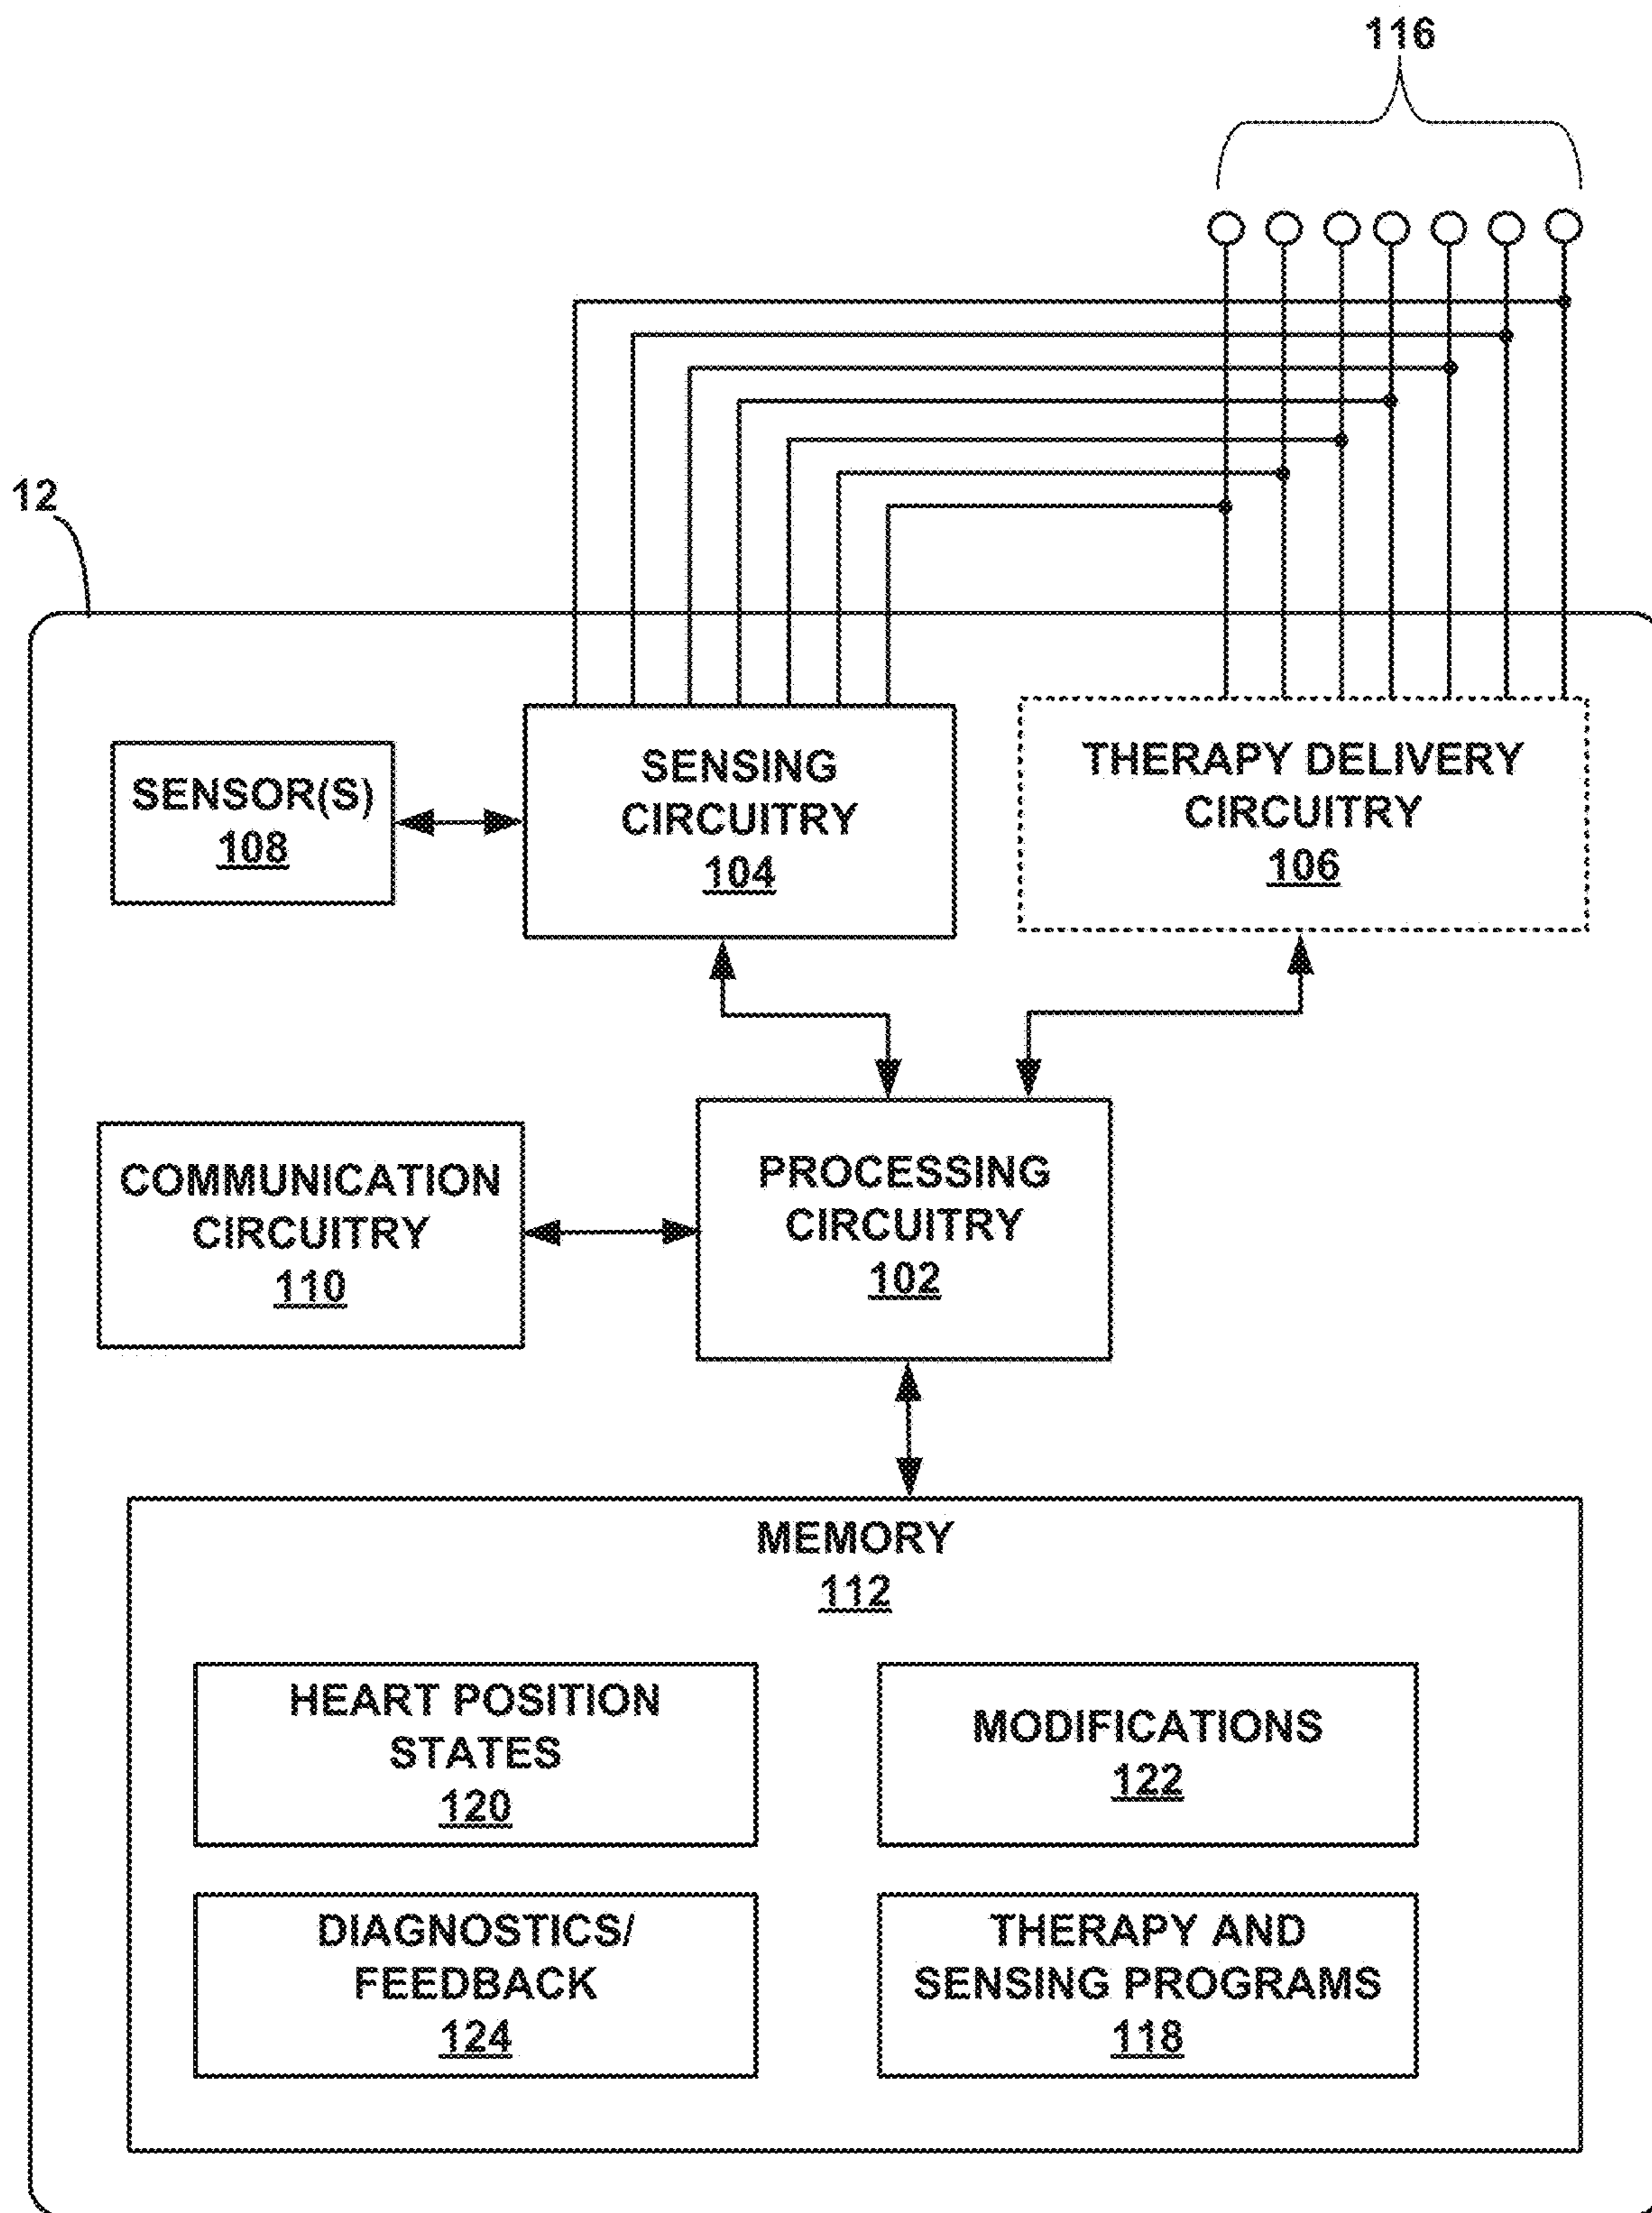 116
12
SENSOR(S)
108
SENSING
CIRCUITRY
104
THERAPY DELIVERY
CIRCUITRY
106
COMMUNICATION
CIRCUITRY
110
PROCESSING
CIRCUITRY
102
MEMORY
112
HEART POSITION
STATES
120
MODIFICATIONS
122
DIAGNOSTICS/
FEEDBACK
124
THERAPY AND
SENSING PROGRAMS
118